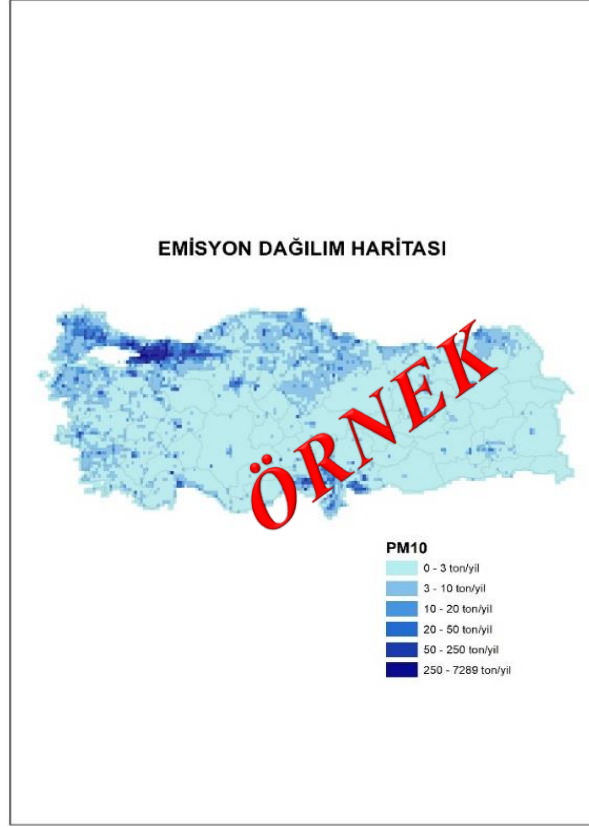 EMİSYON DAĞILIM HARİTASI
ÖRNEK
PM10
0 - 3 ton/yil
3 - 10 ton/yil
10 - 20 ton/yil
20 - 50 ton/yil
50 - 250 ton/yil
250 - 7289 ton/yil